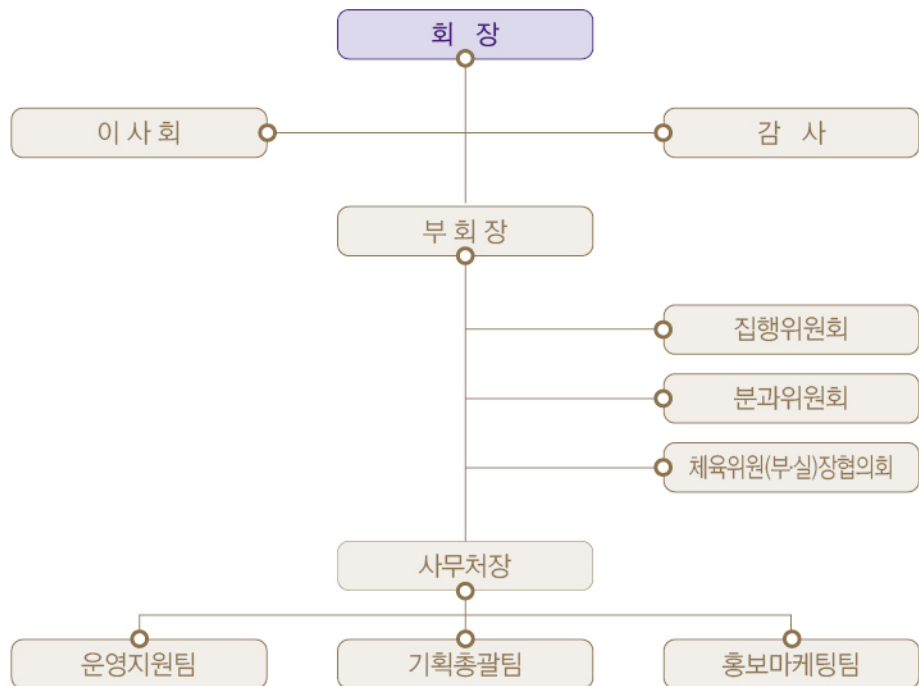 회 장
이 사 회
감 사
부 회 장
집행위원회
분과위원회
체육위원(부·실)장협의회
사무처장
운영지원팀
기획총괄팀
홍보마케팅팀